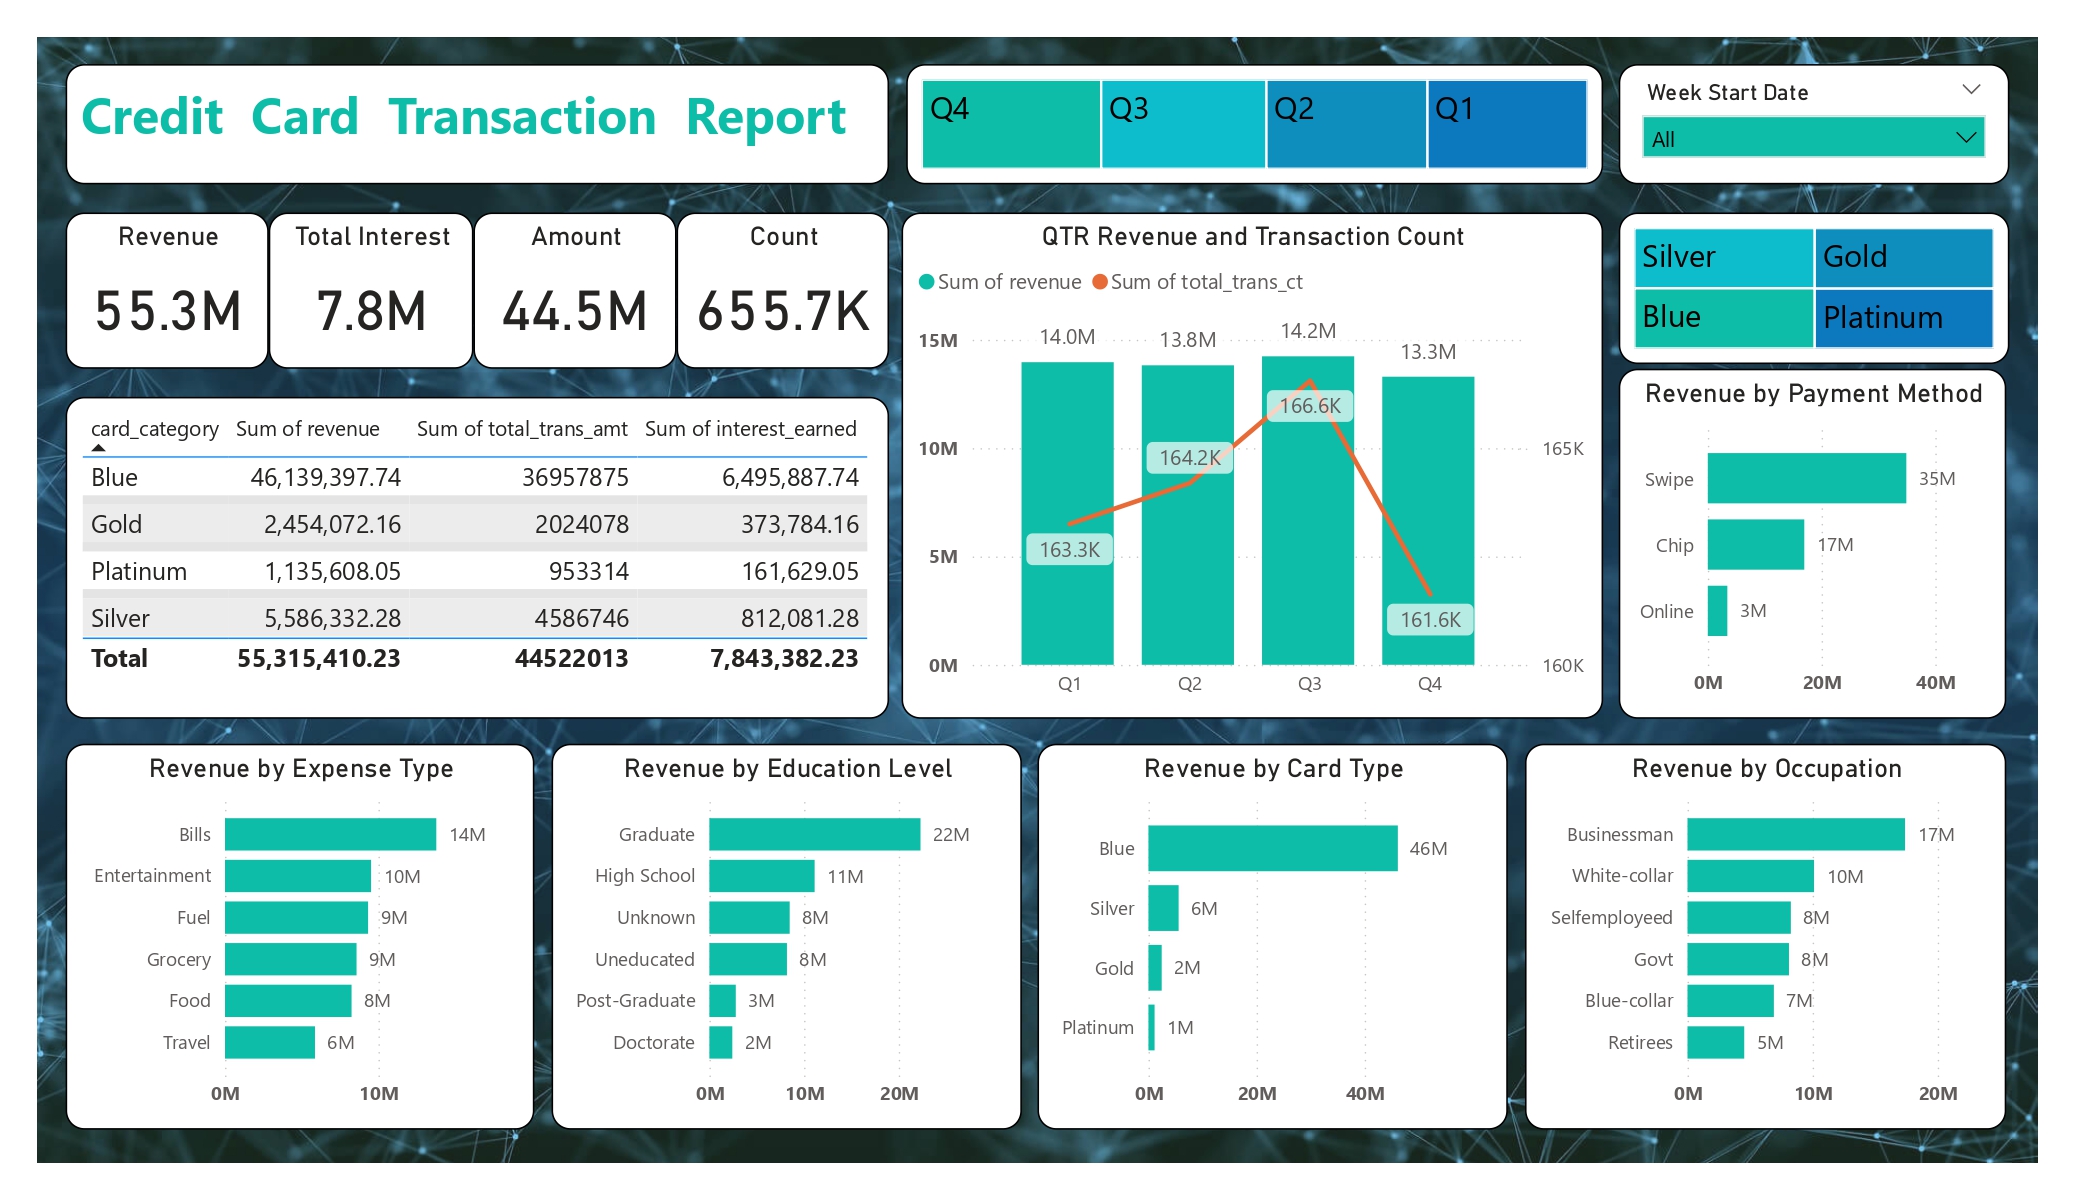 Credit Card Transaction Report
Q4 Q3 Q2 Q1
Week Start Date
All
Revenue
55.3M
Total Interest
7.8M
Amount
44.5M
Count
655.7K
card_category Sum of revenue Sum of total_trans_amt Sum of interest_earned
Blue 46,139,397.74 36957875 6,495,887.74
Gold 2,454,072.16 2024078 373,784.16
Platinum 1,135,608.05 953314 161,629.05
Silver 5,586,332.28 4586746 812,081.28
Total 55,315,410.23 44522013 7,843,382.23
QTR Revenue and Transaction Count
Sum of revenue Sum of total_trans_ct
15M 14.0M 13.8M 14.2M 13.3M
166.6K
10M 164.2K 165K
5M 163.3K
161.6K
0M 160K
Q1 Q2 Q3 Q4
Silver Gold
Blue Platinum
Revenue by Payment Method
Swipe 35M
Chip 17M
Online 3M
0M 20M 40M
Revenue by Expense Type
Bills 14M
Entertainment 10M
Fuel 9M
Grocery 9M
Food 8M
Travel 6M
0M 10M
Revenue by Education Level
Graduate 22M
High School 11M
Unknown 8M
Uneducated 8M
Post-Graduate 3M
Doctorate 2M
0M 10M 20M
Revenue by Card Type
Blue 46M
Silver 6M
Gold 2M
Platinum 1M
0M 20M 40M
Revenue by Occupation
Businessman 17M
White-collar 10M
Selfemployeed 8M
Govt 8M
Blue-collar 7M
Retirees 5M
0M 10M 20M